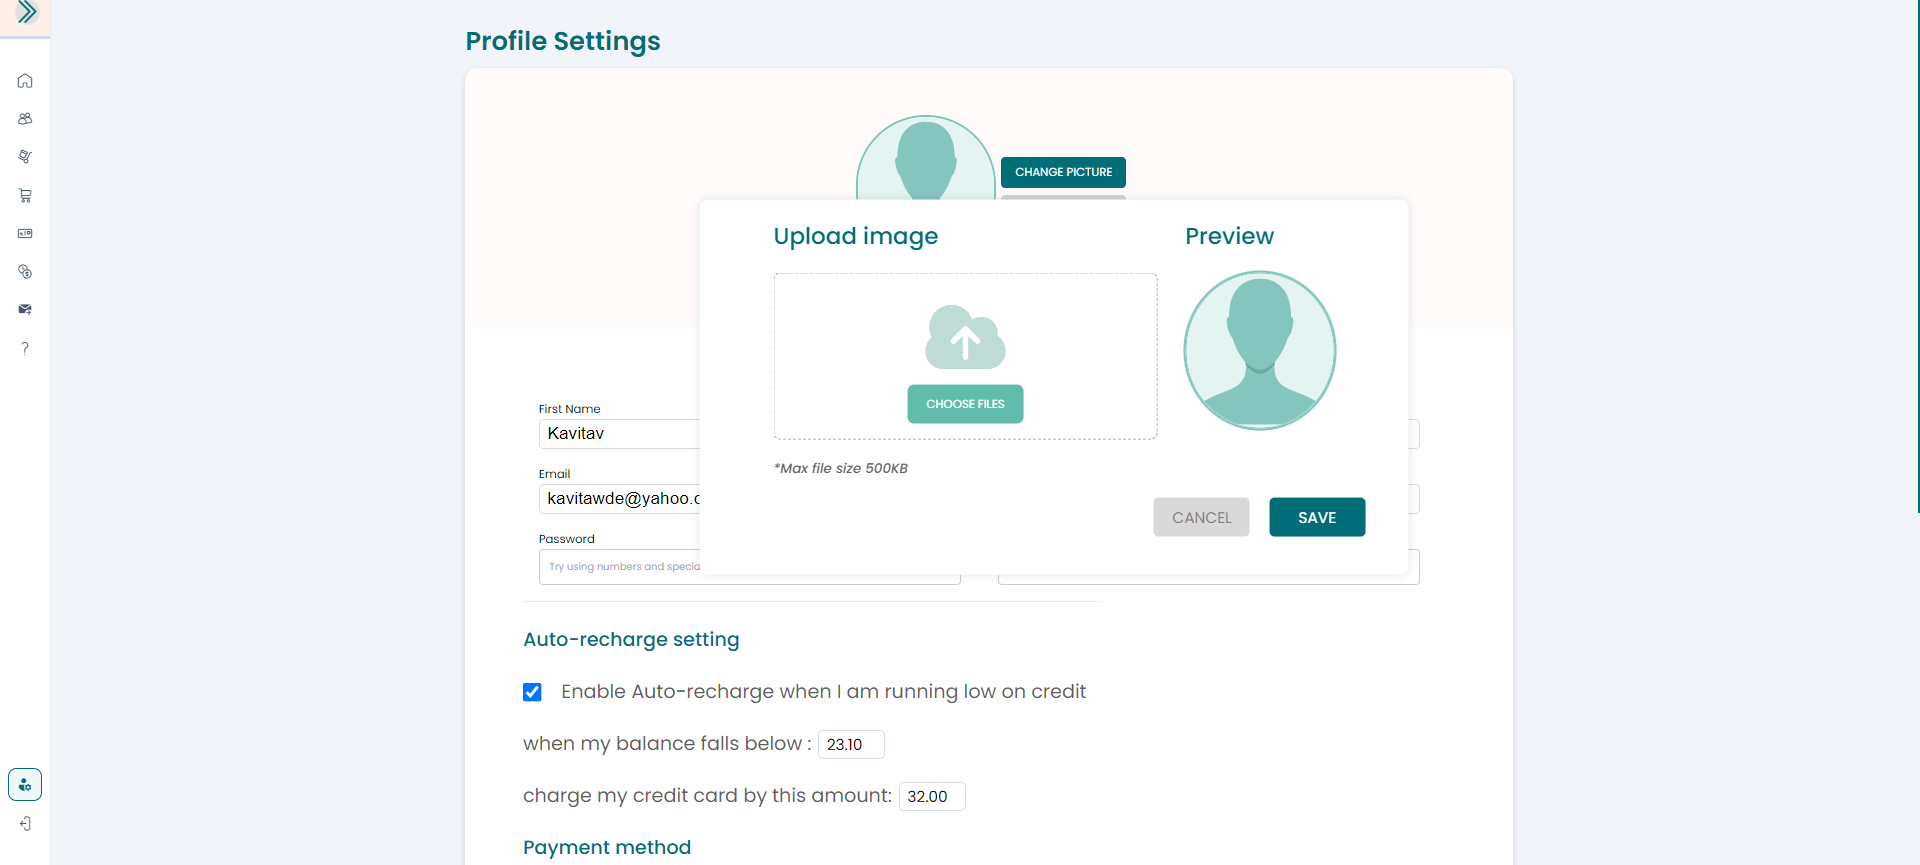 Profile Settings
CHANGE PICTURE
Upload image
Preview
CHOOSE FILES
*Max file size 500KB
CANCEL
SAVE
First Name
Kavitav
Email
kavitawde@yahoo.c
Password
Try using numbers and specia
Auto-recharge setting
Enable Auto-recharge when I am running low on credit
when my balance falls below : 23.10
charge my credit card by this amount: 32.00
Payment method